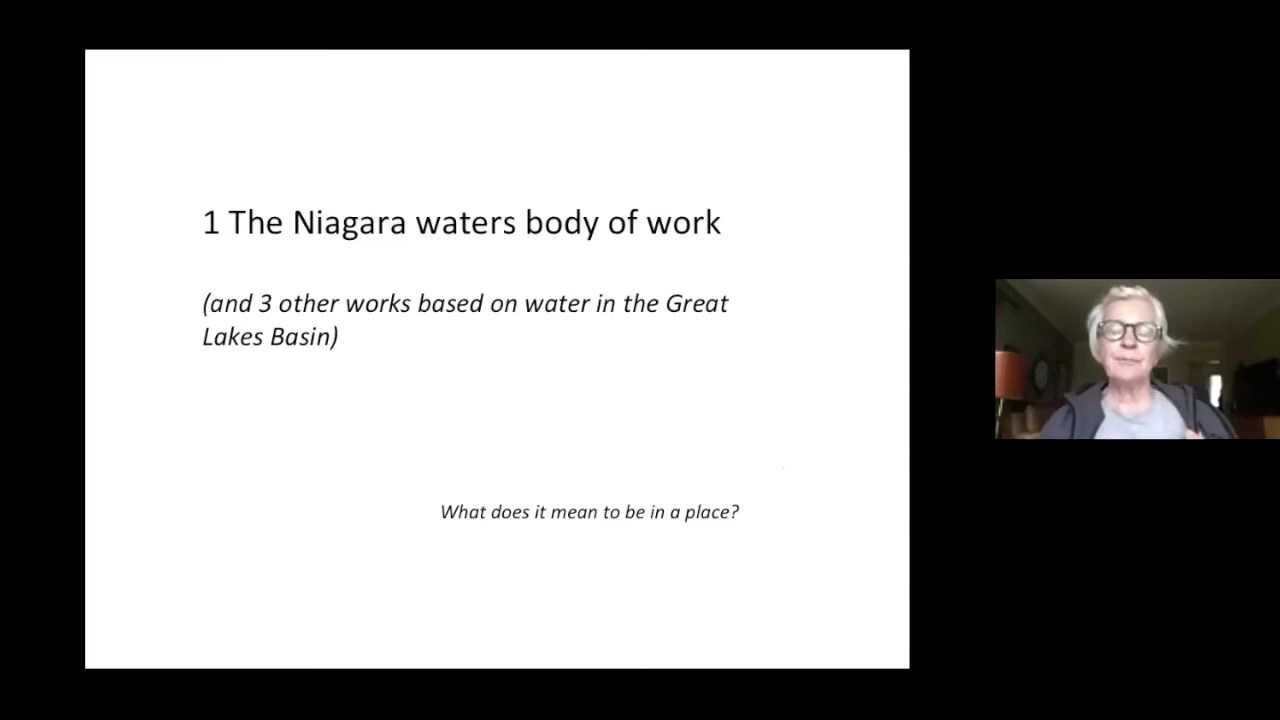 1 The Niagara waters body of work
(and 3 other works based on water in the Great
Lakes Basin)
What does it mean to be in a place?